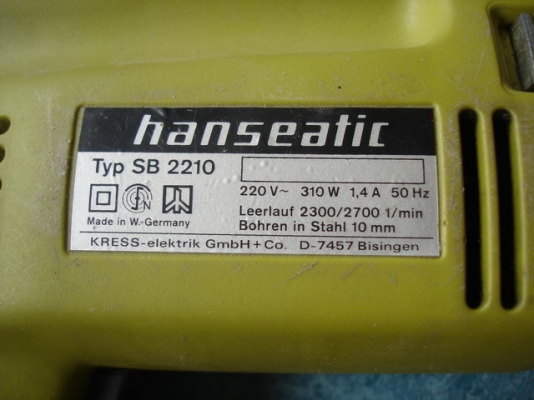 hanseatic
Typ SB 2210
220 V~ 310 W 1,4 A 50 Hz
Leerlauf 2300/2700 1/min
Made in W.-Germany
Bohren in Stahl 10 mm
KRESS-elektrik GmbH+Co. D-7457 Bisingen